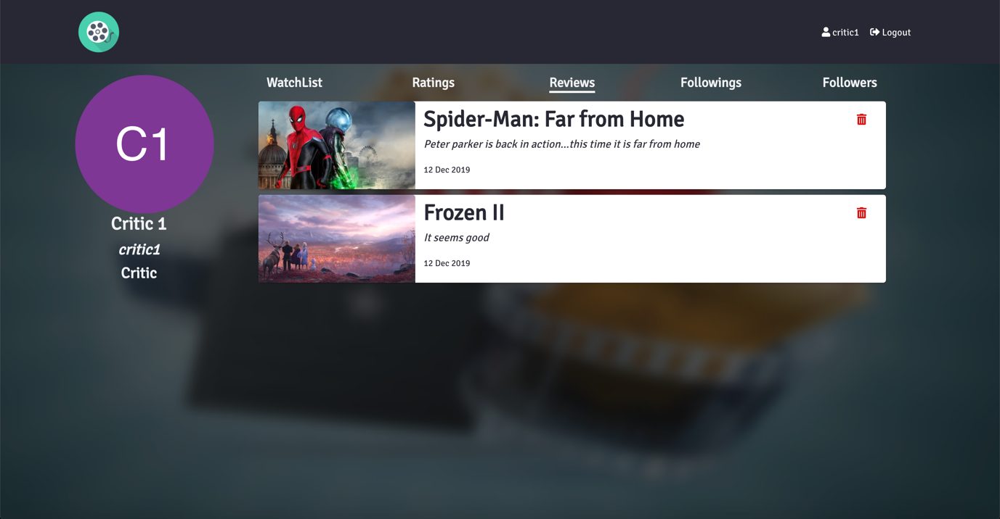 critic1 Logout
WatchList Ratings Reviews Followings Followers
C1
Critic 1
critic1
Critic
Spider-Man: Far from Home
Peter parker is back in action...this time it is far from home
12 Dec 2019
Frozen II
It seems good
12 Dec 2019